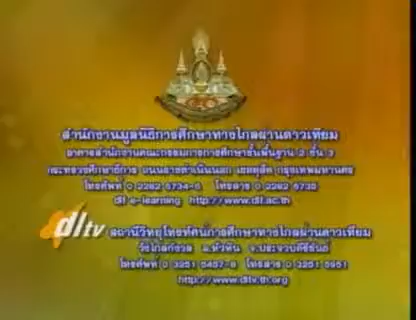 สำนักงานมูลนิธิการศึกษาทางไกลผ่านดาวเทียม
อาคารสำนักงานคณะกรรมการการศึกษาขั้นพื้นฐาน 2 ชั้น 3
กระทรวงศึกษาธิการ ถนนราชดำเนินนอก เขตดุสิต กรุงเทพมหานคร
โทรศัพท์ 0 2282 6734-5 โทรสาร 0 2282 6735
dlf e-learning http://www.dlf.ac.th
dltv สถานีวิทยุโทรทัศน์การศึกษาทางไกลผ่านดาวเทียม
วังไกลกังวล อ.หัวหิน จ.ประจวบคีรีขันธ์
โทรศัพท์ 0 3251 5457-8 โทรสาร 0 3251 5951
http://www.dltv.th.org